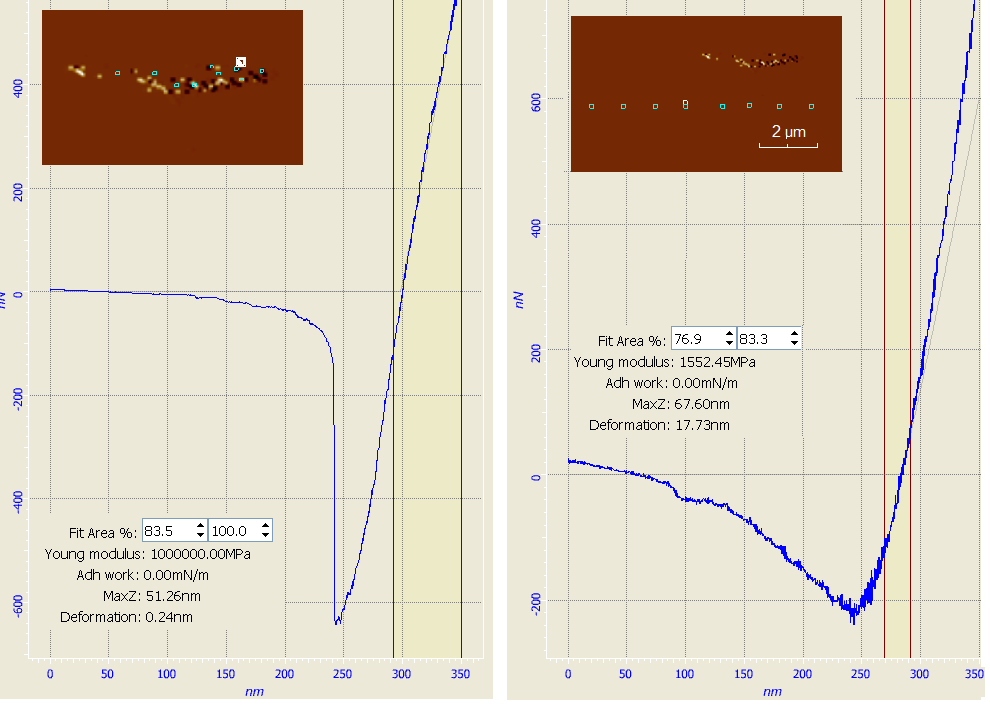 400
200
0
nN
-200
-400
-600
Fit Area %: 83.5 100.0
Young modulus: 1000000.00MPa
Adh work: 0.00mN/m
MaxZ: 51.26nm
Deformation: 0.24nm
0 50 100 150 200 250 300 350
nm
2 µm
600
400
nN
200
0
-200
Fit Area %: 76.9 83.3
Young modulus: 1552.45MPa
Adh work: 0.00mN/m
MaxZ: 67.60nm
Deformation: 17.73nm
0 50 100 150 200 250 300 350
nm